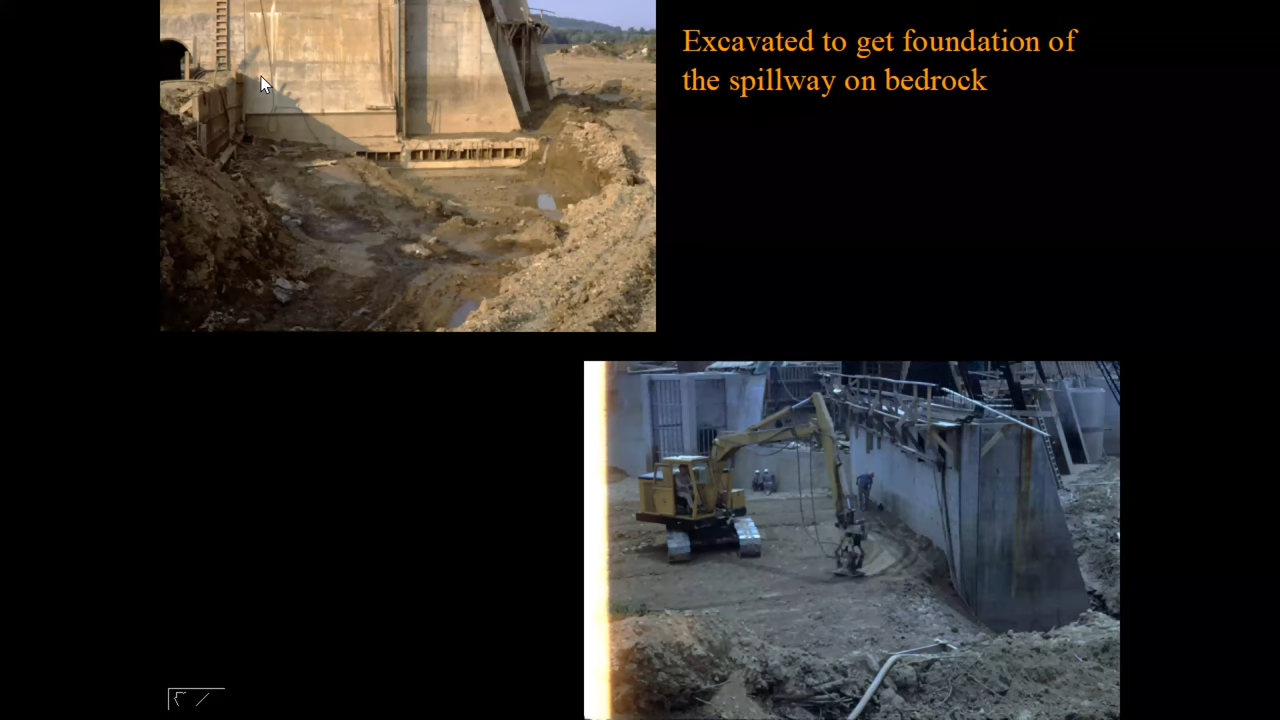 Excavated to get foundation of
the spillway on bedrock